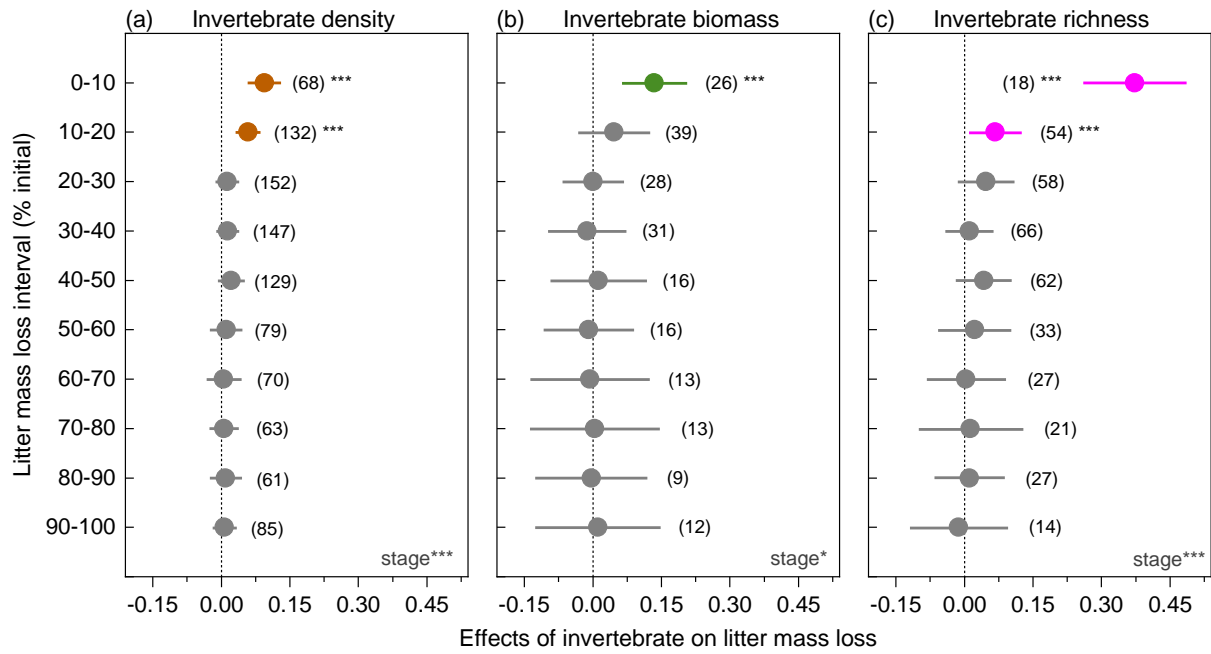 (a) Invertebrate density
(b) Invertebrate biomass
(c) Invertebrate richness
Litter mass loss interval (% initial)
0-10 (68) *** (26) *** (18) ***
10-20 (132) *** (39) (54) ***
20-30 (152) (28) (58)
30-40 (147) (31) (66)
40-50 (129) (16) (62)
50-60 (79) (16) (33)
60-70 (70) (13) (27)
70-80 (63) (13) (21)
80-90 (61) (9) (27)
90-100 (85) (12) (14)
stage*** stage* stage***
-0.15 0.00 0.15 0.30 0.45 -0.15 0.00 0.15 0.30 0.45 -0.15 0.00 0.15 0.30 0.45
Effects of invertebrate on litter mass loss